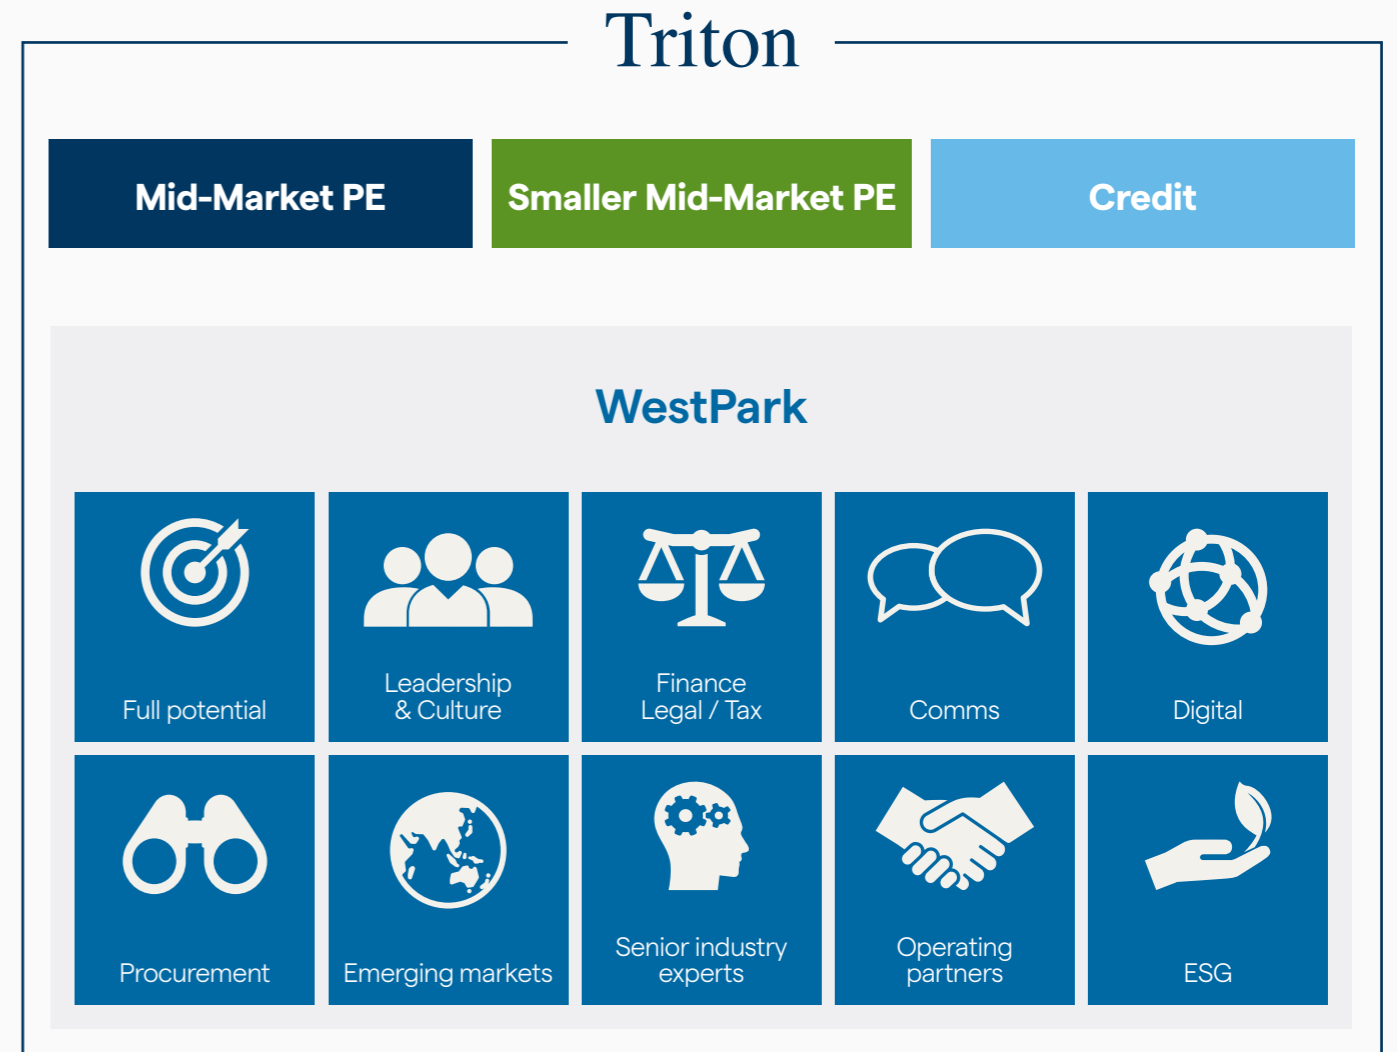 Triton
Mid-Market PE
Smaller Mid-Market PE
Credit
WestPark
Full potential
Leadership
& Culture
Finance
Legal / Tax
Comms
Digital
Procurement
Emerging markets
Senior industry
experts
Operating
partners
ESG